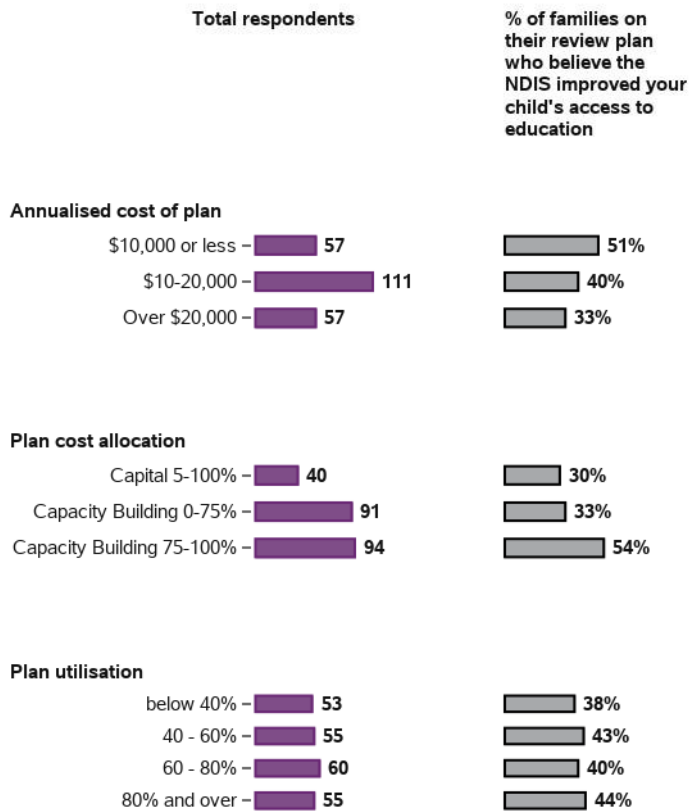 Total respondents
% of families on
their review plan
who believe the
NDIS improved your
child's access to
education
Annualised cost of plan
$10,000 or less 57 51%
$10-20,000 111 40%
Over $20,000 57 33%
Plan cost allocation
Capital 5-100% 40 30%
Capacity Building 0-75% 91 33%
Capacity Building 75-100% 94 54%
Plan utilisation
below 40% 53 38%
40 - 60% 55 43%
60 - 80% 60 40%
80% and over 55 44%